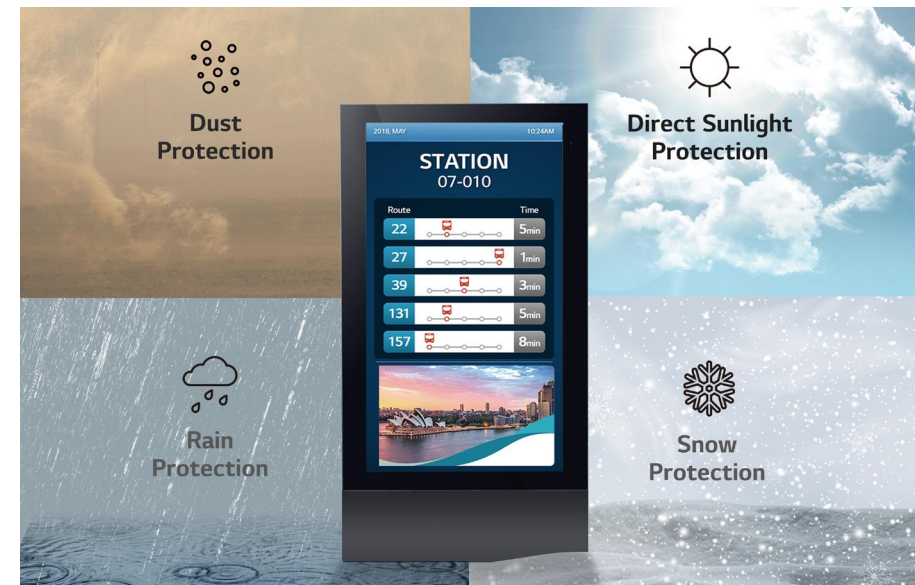 Dust
Protection
Direct Sunlight
Protection
2018, MAY 10:24AM
STATION
07-010
Route Time
22 5min
27 1min
39 3min
131 5min
157 8min
Rain
Protection
Snow
Protection